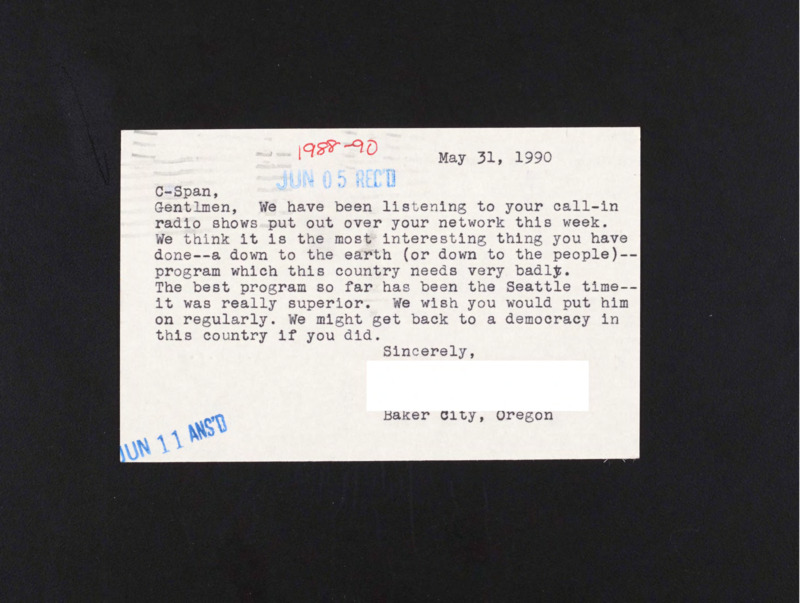 1988-90
May 31, 1990
JUN 05 REC'D
C-Span,
Gentlmen, We have been listening to your call-in
radio shows put out over your network this week.
We think it is the most interesting thing you have
done--a down to the earth (or down to the people)--
program which this country needs very badly.
The best program so far has been the Seattle time--
it was really superior. We wish you would put him
on regularly. We might get back to a democracy in
this country if you did.
Sincerely,
Baker City, Oregon
JUN 11 ANS'D